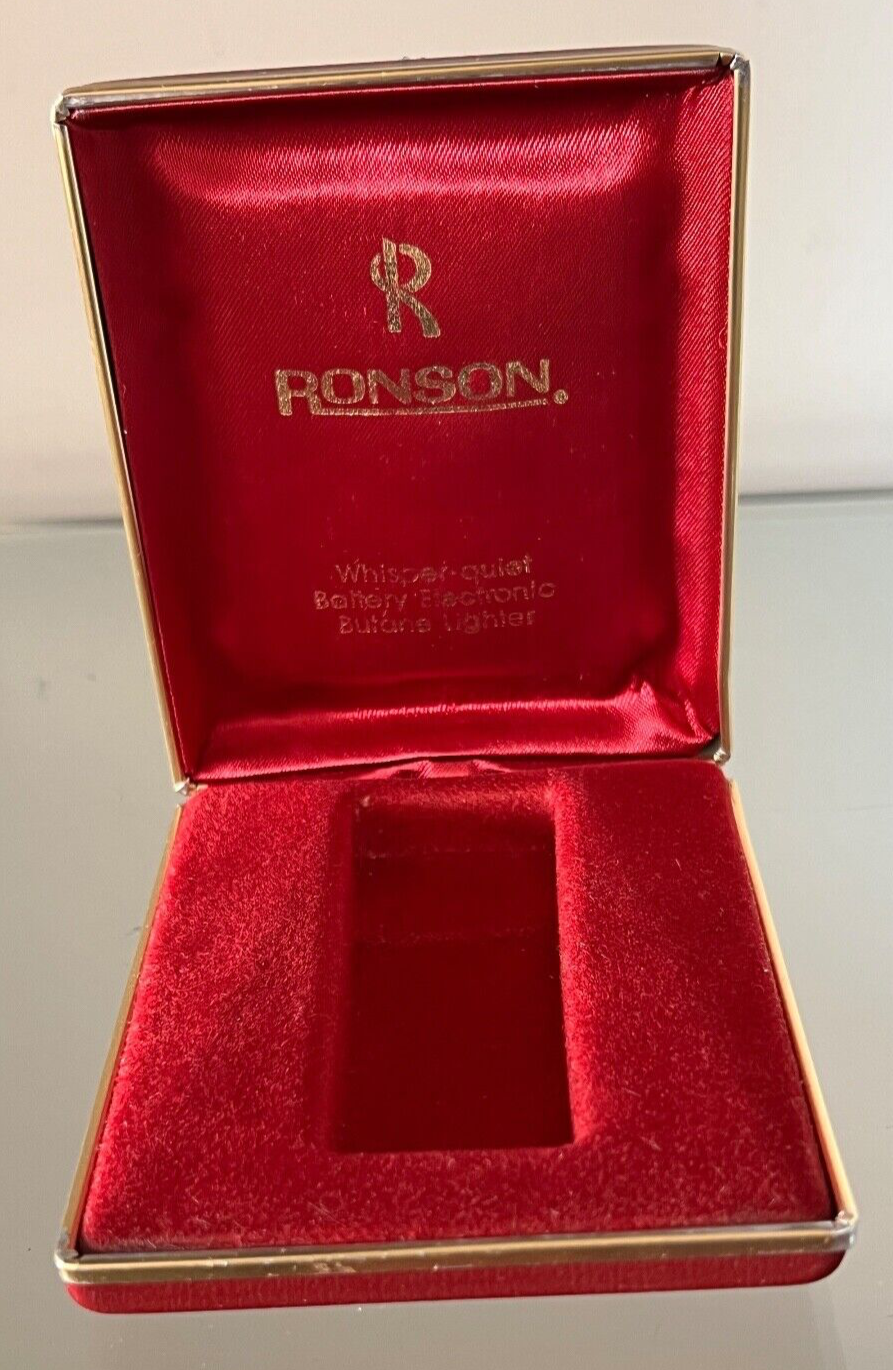 R
RONSON®
Whisper-quiet
Battery Electronic
Butane Lighter